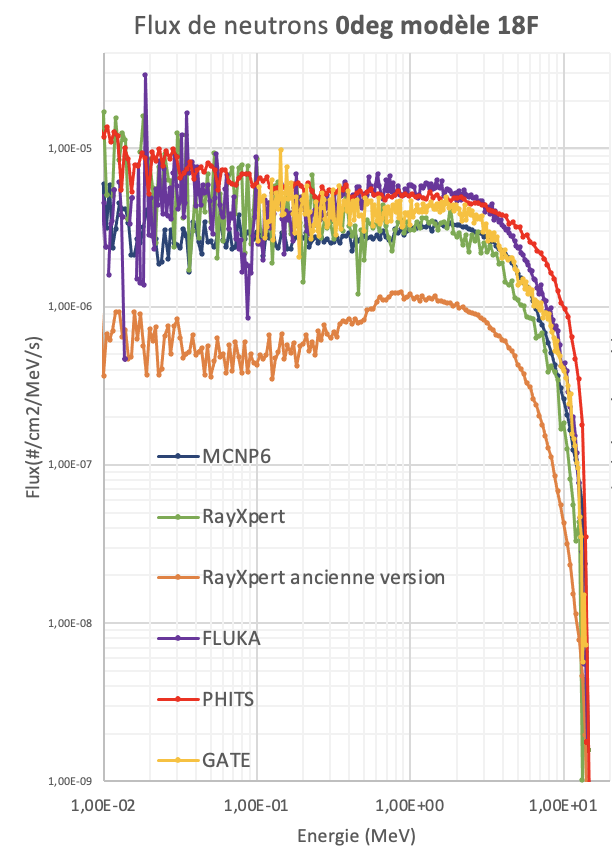 Flux de neutrons 0deg modèle 18F
1,00E-05
1,00E-06
1,00E-07
1,00E-08
1,00E-09
Flux(#/cm2/MeV/s)
MCNP6
RayXpert
RayXpert ancienne version
FLUKA
PHITS
GATE
1,00E-02 1,00E-01 1,00E+00 1,00E+01
Energie (MeV)